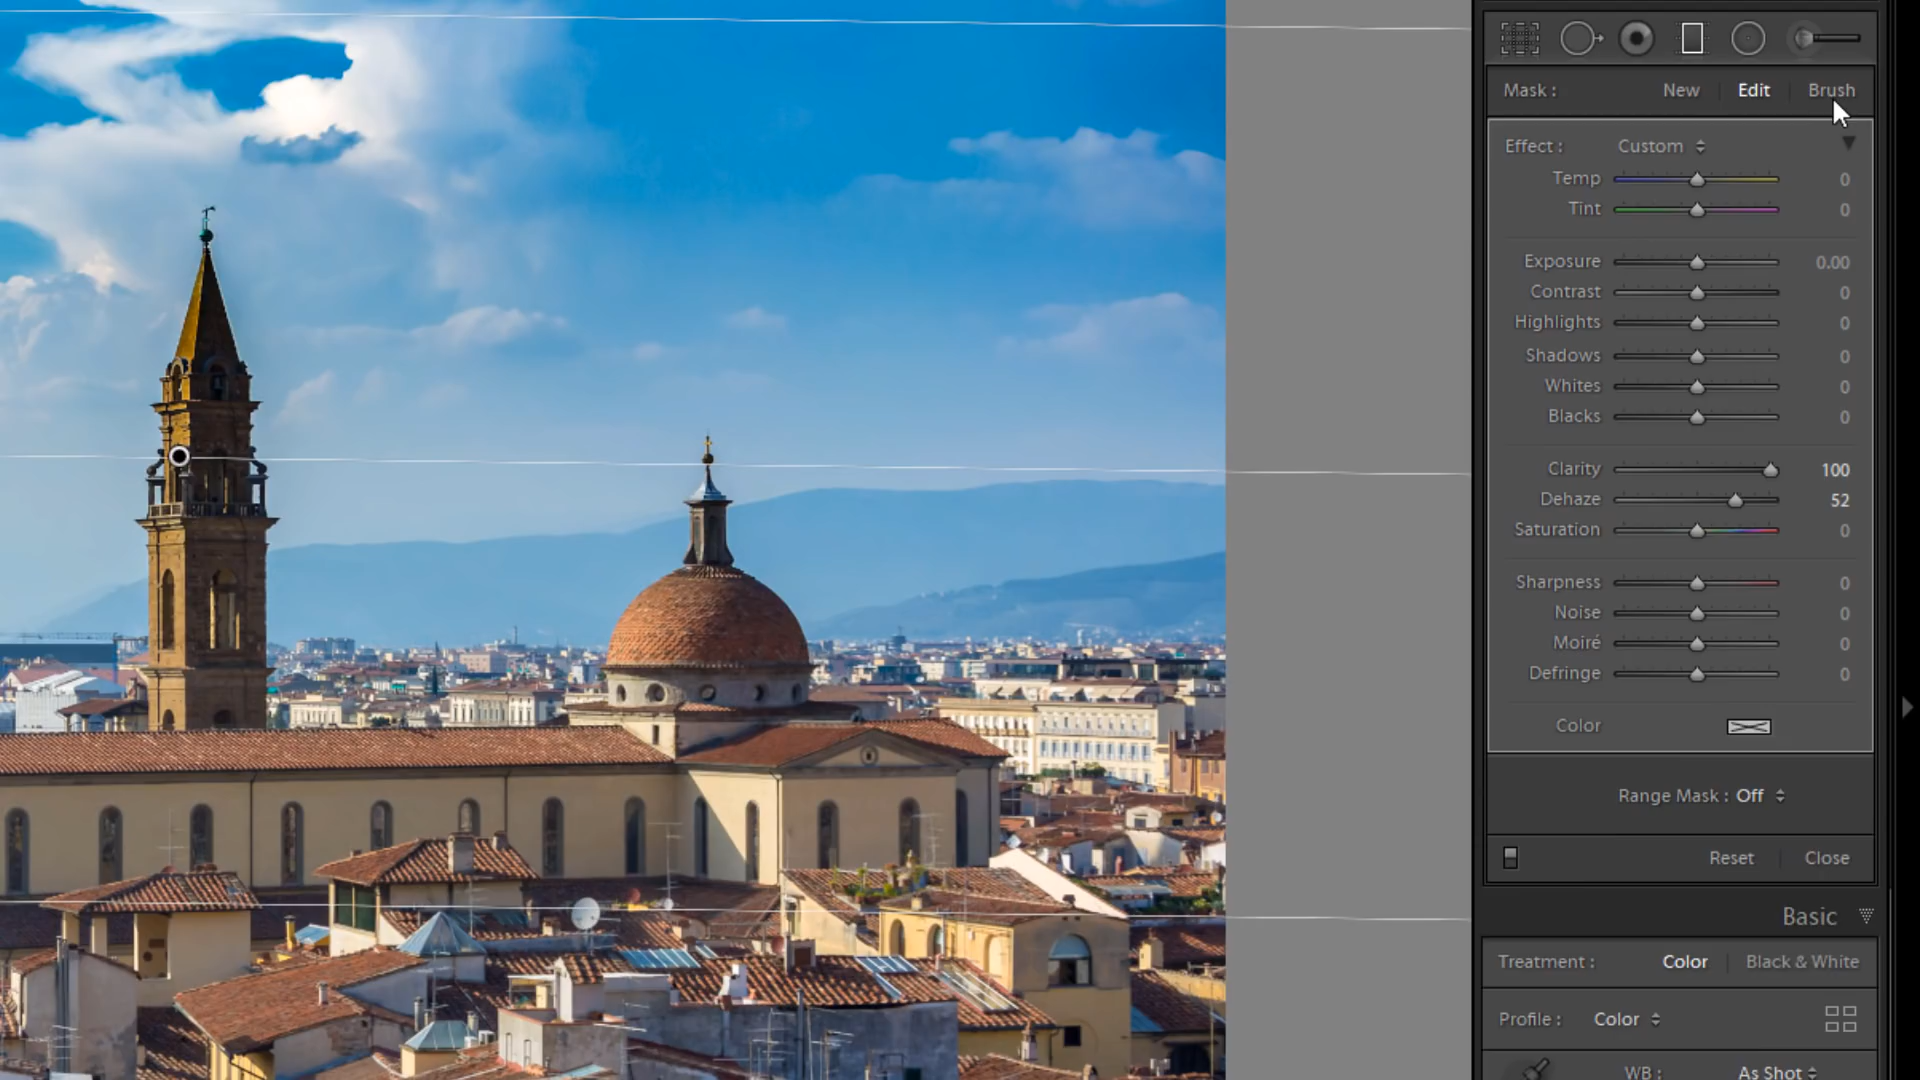 Mask : New Edit Brush
Effect : Custom
Temp 0
Tint 0
Exposure 0.00
Contrast 0
Highlights 0
Shadows 0
Whites 0
Blacks 0
Clarity 100
Dehaze 52
Saturation 0
Sharpness 0
Noise 0
Moiré 0
Defringe 0
Color
Range Mask : Off
Reset Close
Basic
Treatment : Color Black & White
Profile : Color
WB : As Shot